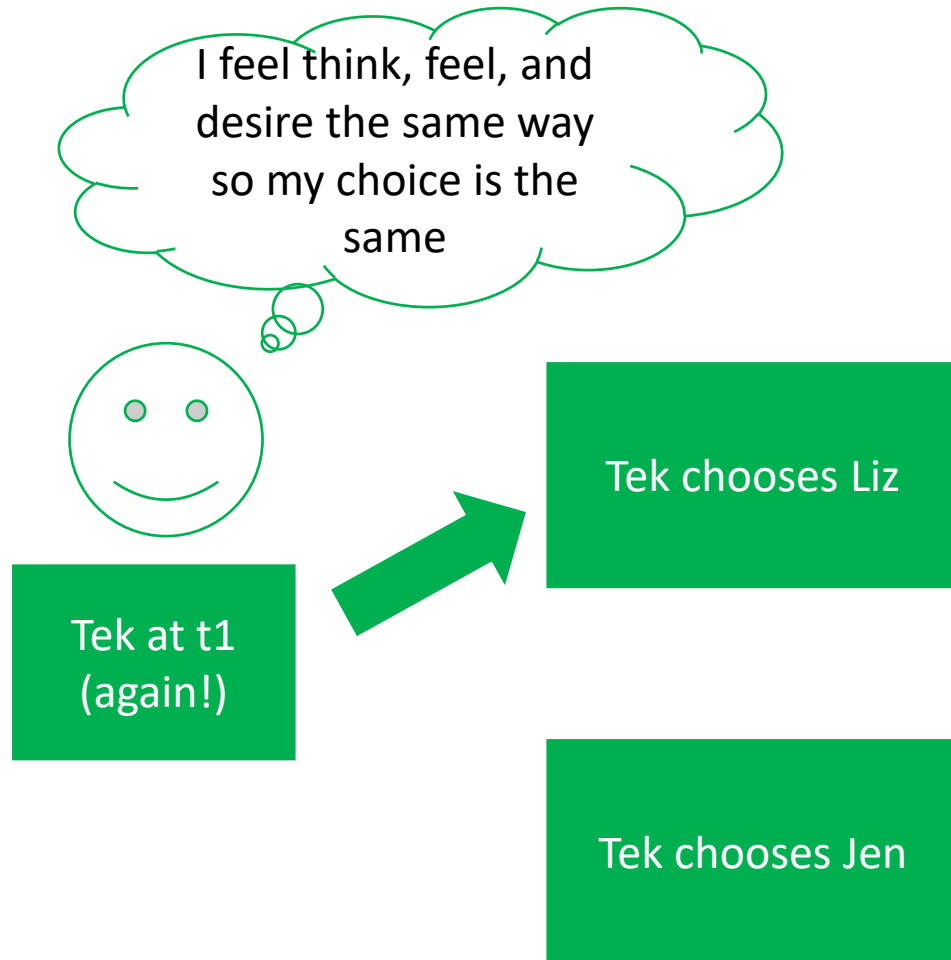 I feel think, feel, and
desire the same way
so my choice is the
same
Tek chooses Liz
Tek at t1
(again!)
Tek chooses Jen